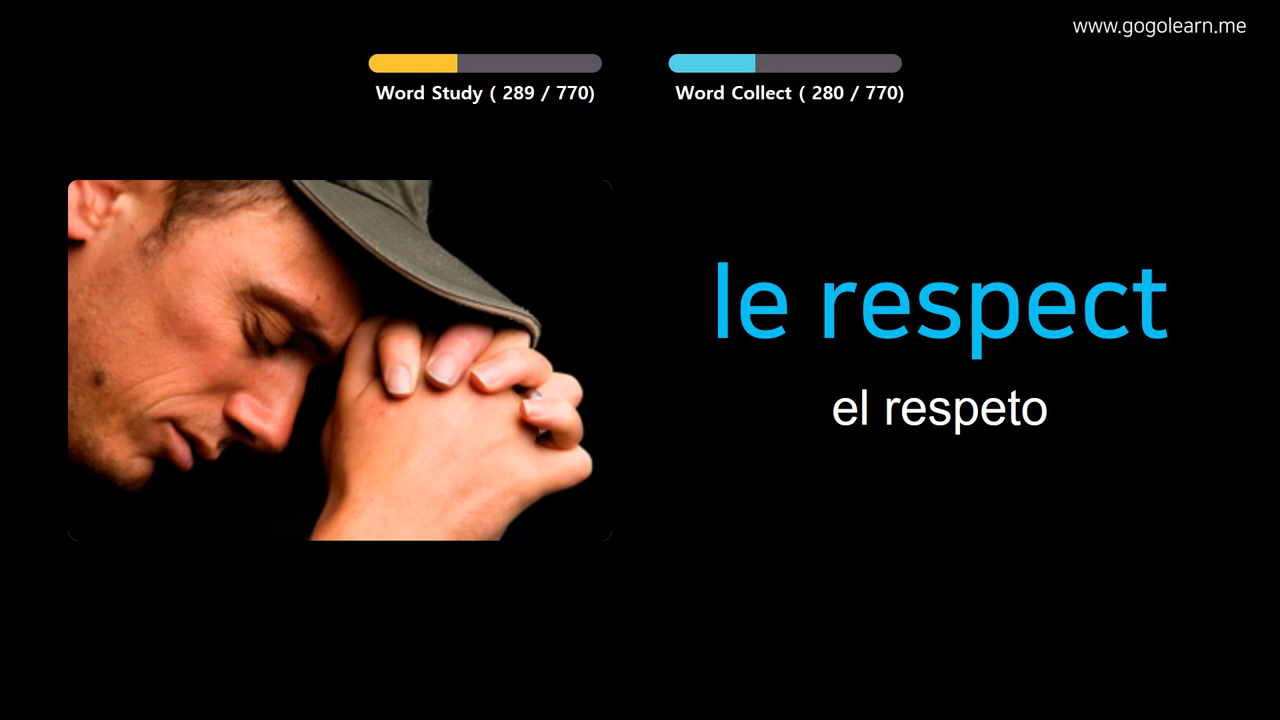 www.gogolearn.me
Word Study ( 289 / 770)
Word Collect ( 280 / 770)
le respect
el respeto